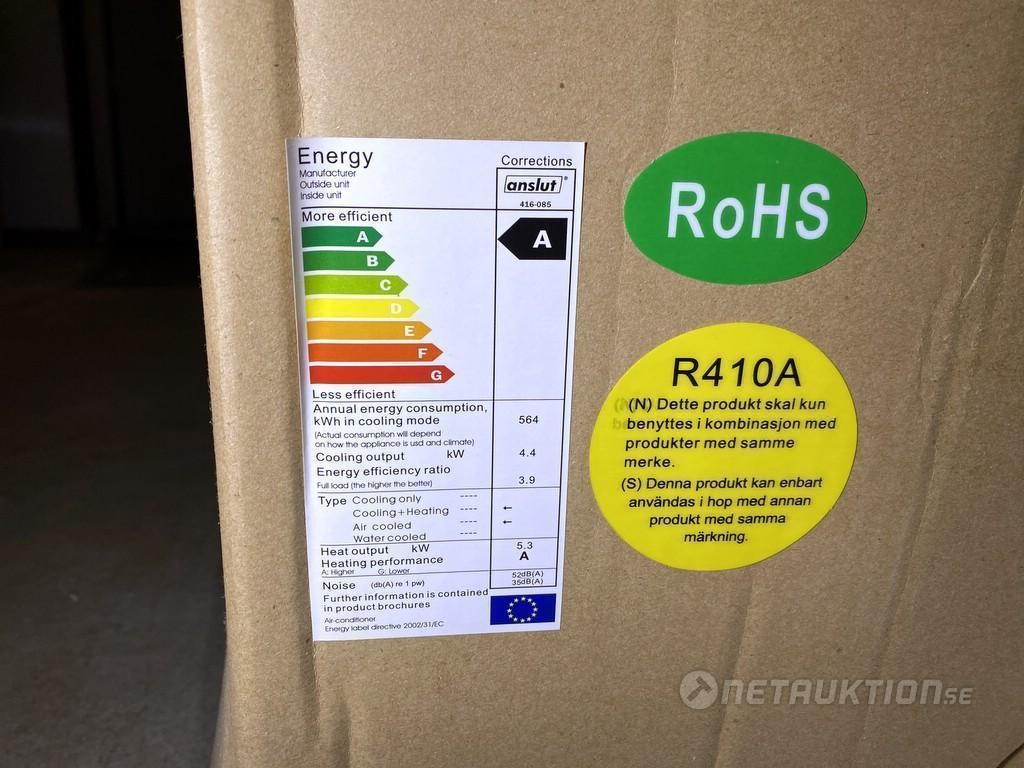 Energy
Manufacturer
Outside unit
Inside unit
Corrections
anslut®
416-085
More efficient
A
A
B
C
D
E
F
G
Less efficient
Annual energy consumption,
kWh in cooling mode
564
(Actual consumption will depend
on how the appliance is usd and climate)
Cooling output kW 4.4
Energy efficiency ratio
Full load (the higher the better) 3.9
Type Cooling only ----
Cooling+Heating ---- ←
Air cooled ---- ←
Water cooled ----
Heat output kW 5.3
Heating performance A
A: Higher G: Lower
Noise (db(A) re 1 pw) 52dB(A)
35dB(A)
Further information is contained
in product brochures
Air-conditioner
Energy label directive 2002/31/EC
RoHS
R410A
(N) Dette produkt skal kun
benyttes i kombinasjon med
produkter med samme
merke.
(S) Denna produkt kan enbart
användas i hop med annan
produkt med samma
märkning.
NETAUKTION.SE